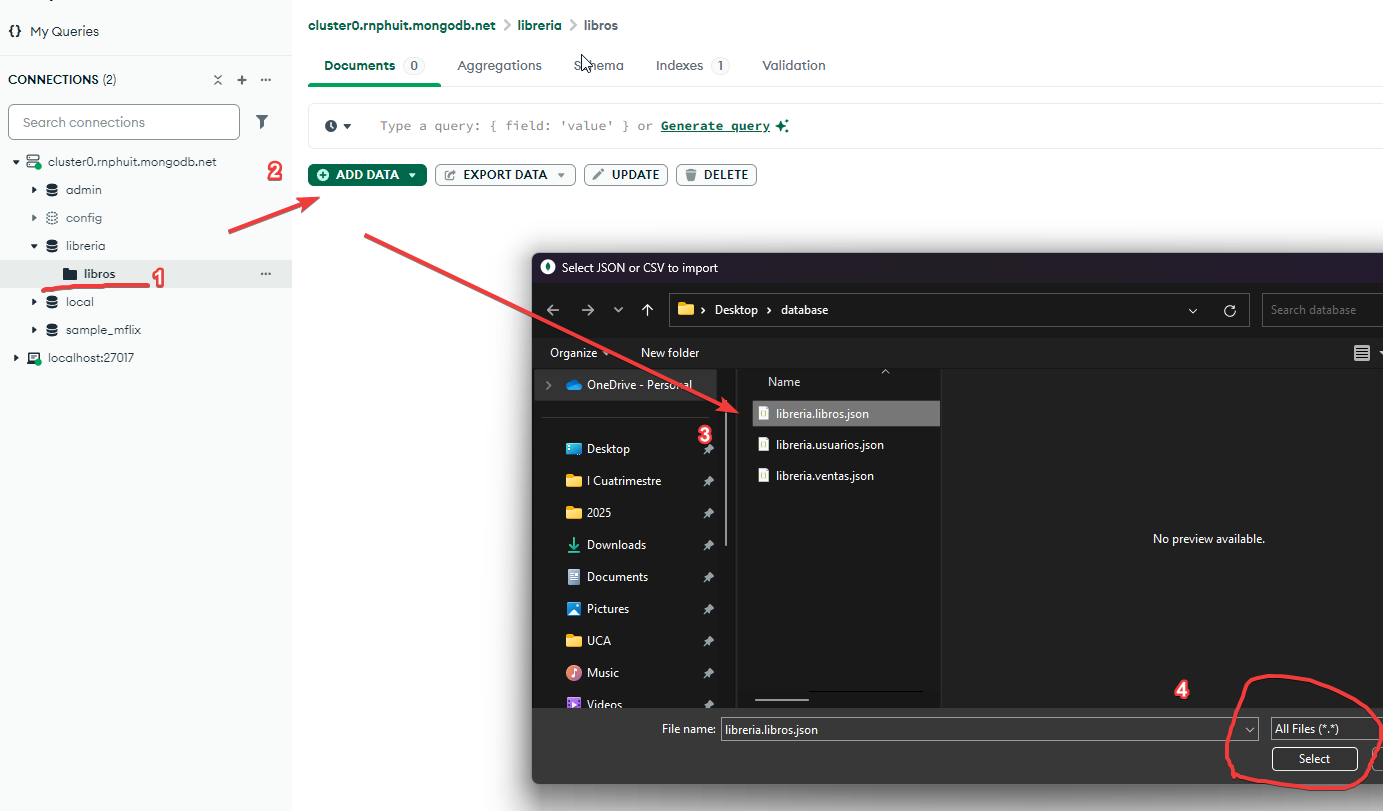 {} My Queries
CONNECTIONS (2)
Search connections
cluster0.rnphuit.mongodb.net
admin
config
libreria
libros
local
sample_mflix
localhost:27017
1
2
cluster0.rnphuit.mongodb.net > libreria > libros
Documents 0 Aggregations Schema Indexes 1 Validation
Type a query: { field: 'value' } or Generate query
ADD DATA EXPORT DATA UPDATE DELETE
Select JSON or CSV to import
Desktop > database
Search database
Organize New folder
OneDrive - Personal
Desktop
I Cuatrimestre
2025
Downloads
Documents
Pictures
UCA
Music
Videos
3
Name
libreria.libros.json
libreria.usuarios.json
libreria.ventas.json
No preview available.
4
File name: libreria.libros.json All Files (*.*)
Select